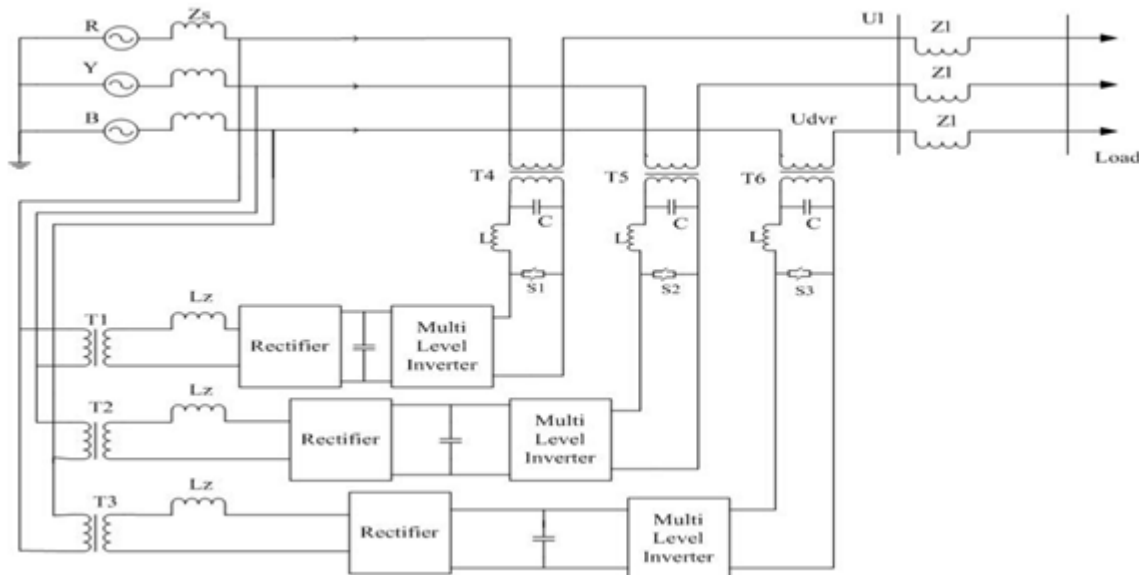 R
Zs
Ul
Zl
Y
Zl
B
Udvr
Zl
Load
T4
T5
T6
C
C
C
L
L
L
S1
S2
S3
Lz
T1
Rectifier
Multi
Level
Inverter
Lz
T2
Rectifier
Multi
Level
Inverter
Lz
T3
Rectifier
Multi
Level
Inverter